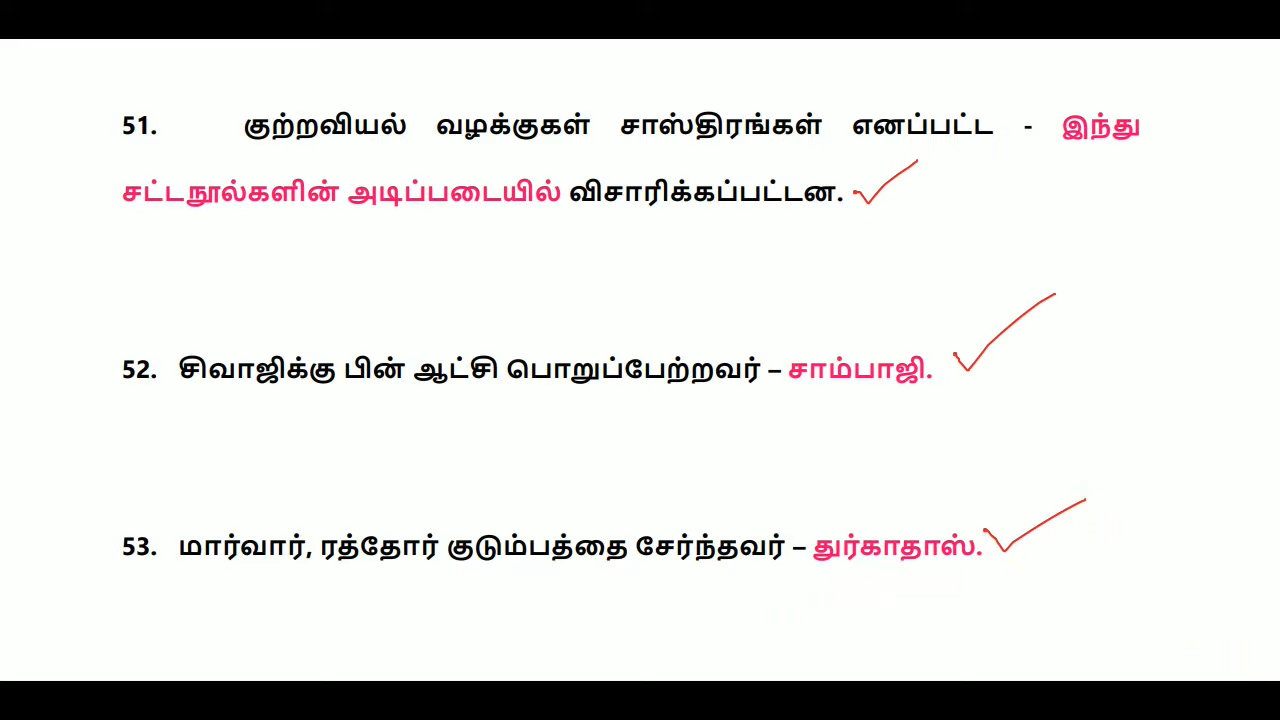 51. குற்றவியல் வழக்குகள் சாஸ்திரங்கள் எனப்பட்ட - இந்து
சட்டநூல்களின் அடிப்படையில் விசாரிக்கப்பட்டன.
52. சிவாஜிக்கு பின் ஆட்சி பொறுப்பேற்றவர் – சாம்பாஜி.
53. மார்வார், ரத்தோர் குடும்பத்தை சேர்ந்தவர் – துர்காதாஸ்.